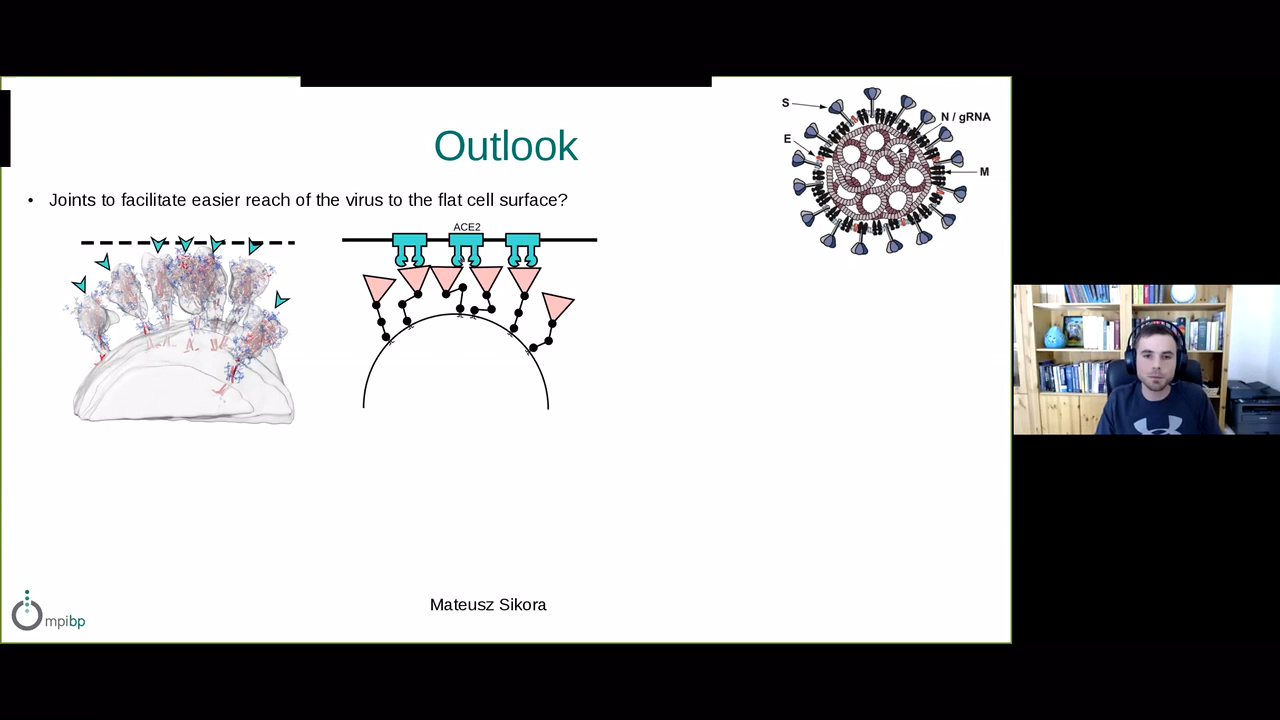 Outlook
S
N / gRNA
E
M
• Joints to facilitate easier reach of the virus to the flat cell surface?
ACE2
Mateusz Sikora
mpibp